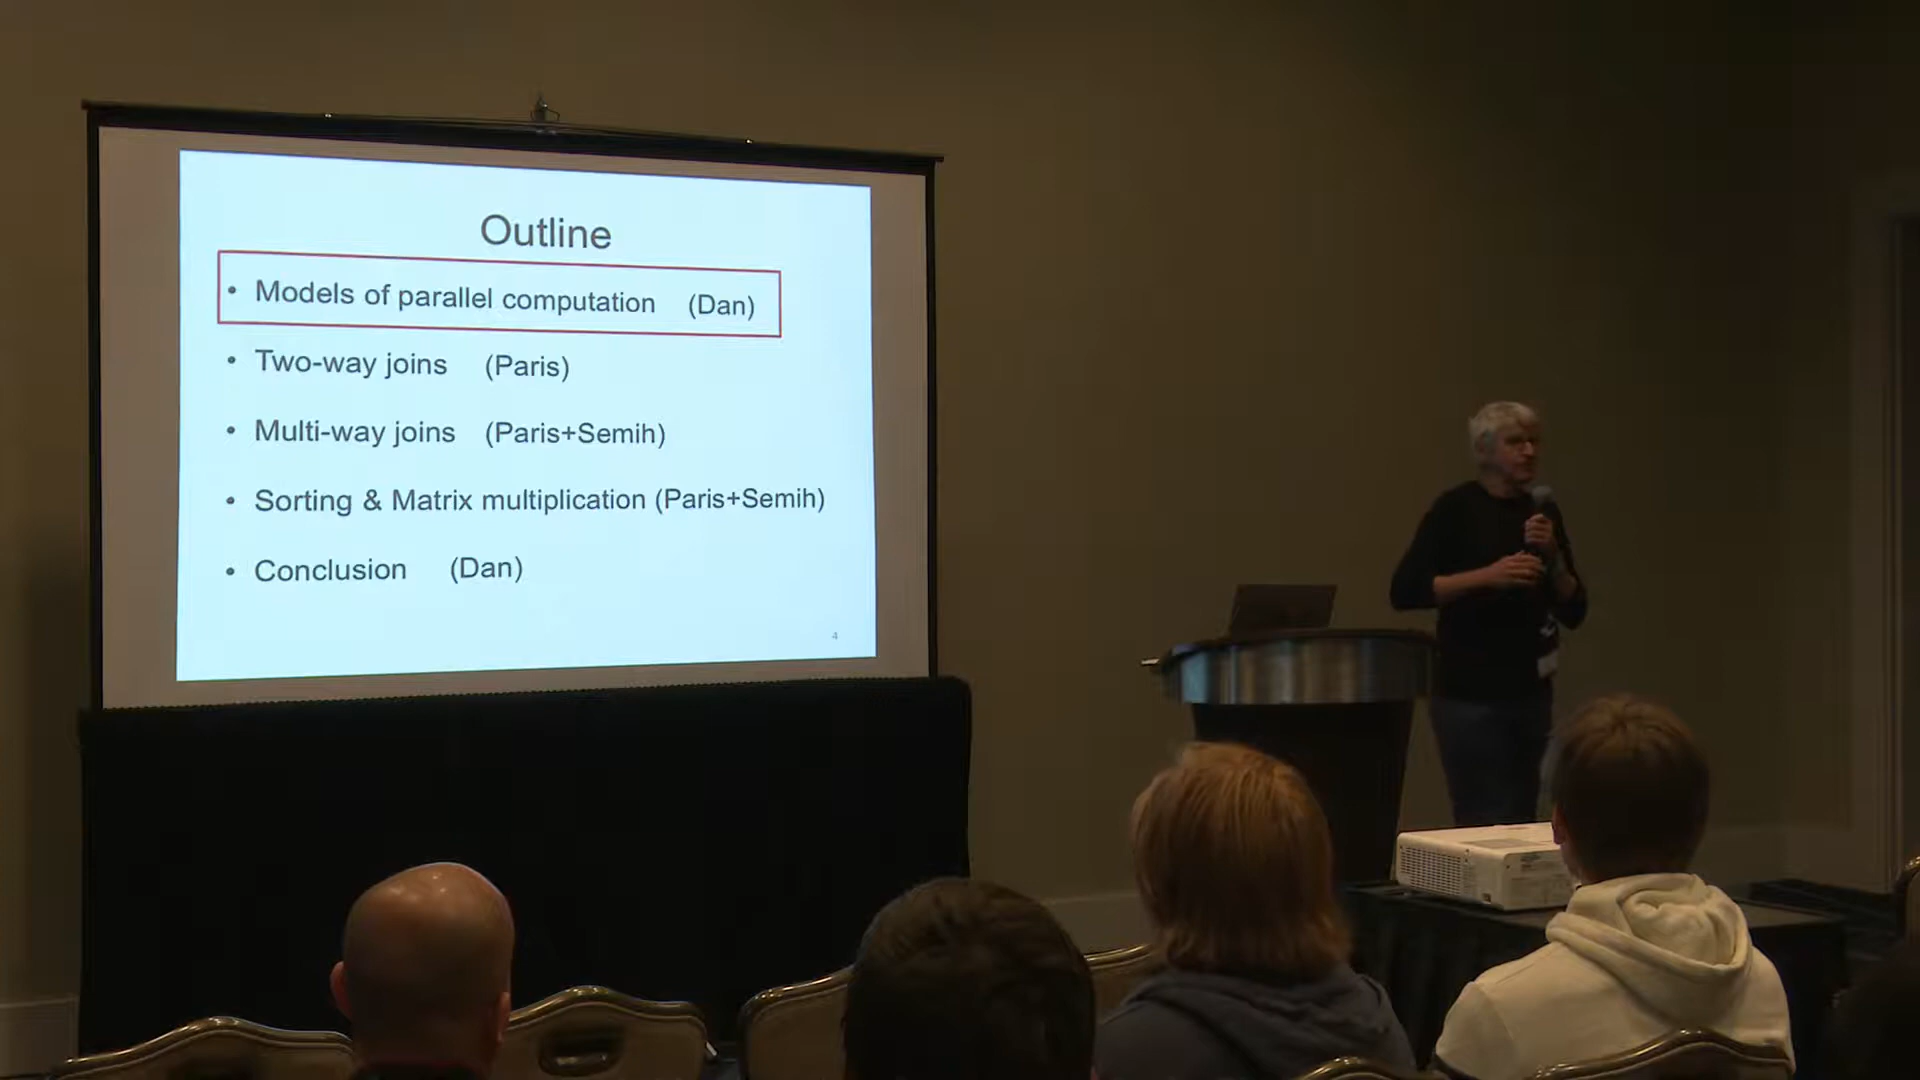 Outline
• Models of parallel computation (Dan)
• Two-way joins (Paris)
• Multi-way joins (Paris+Semih)
• Sorting & Matrix multiplication (Paris+Semih)
• Conclusion (Dan)
4